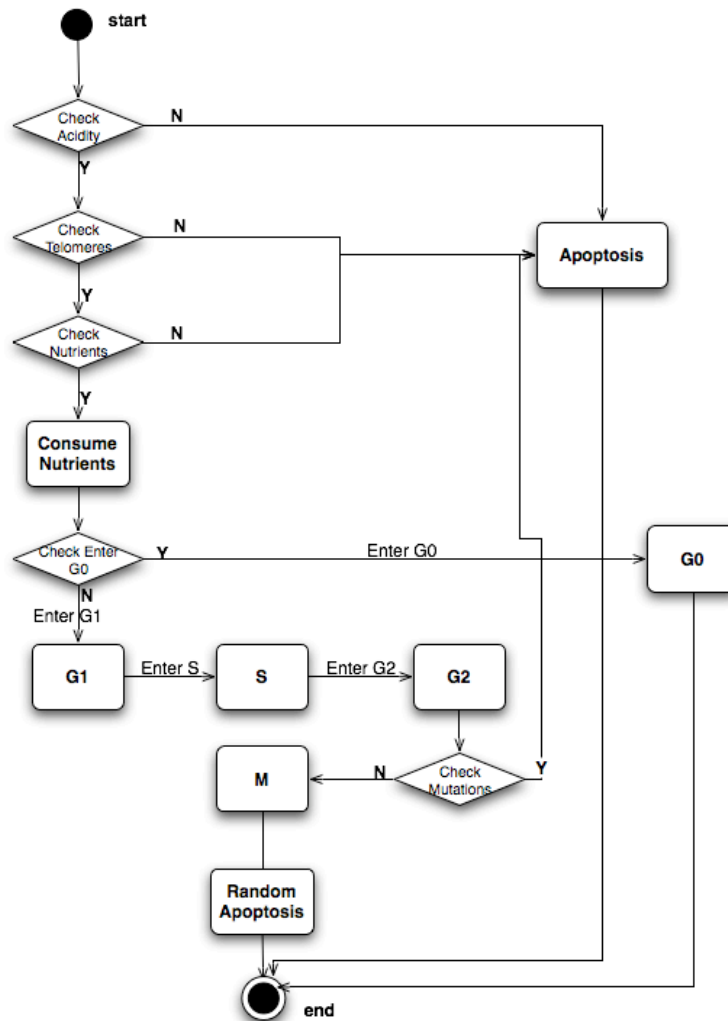 start
Check
Acidity
N
Y
Check
Telomeres
N
Apoptosis
Y
Check
Nutrients
N
Y
Consume
Nutrients
Check Enter
G0
Y
Enter G0
G0
N
Enter G1
G1
Enter S
S
Enter G2
G2
M
N
Check
Mutations
Y
Random
Apoptosis
end